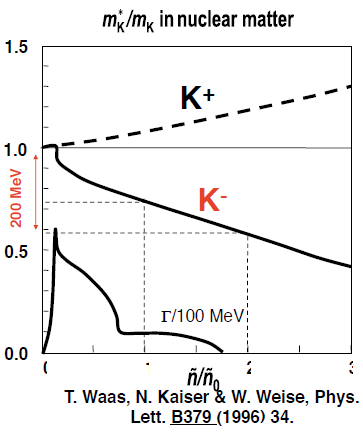 m*K/mK in nuclear matter
1.5
K+
1.0
200 MeV
K-
0.5
Γ/100 MeV
0.0
0 1 2 3
ñ/ñ0
T. Waas, N. Kaiser & W. Weise, Phys.
Lett. B379 (1996) 34.